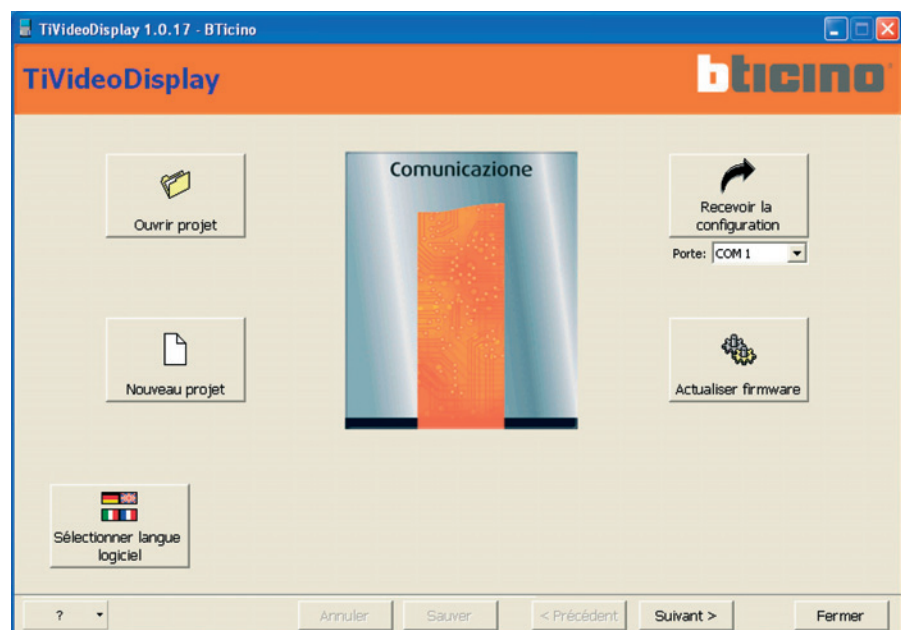 TiVideoDisplay 1.0.17 - BTicino
TiVideoDisplay
bticino
Comunicazione
Ouvrir projet
Recevoir la
configuration
Porte: COM 1
Nouveau projet
Actualiser firmware
Sélectionner langue
logiciel
?
Annuler
Sauver
< Précédent
Suivant >
Fermer